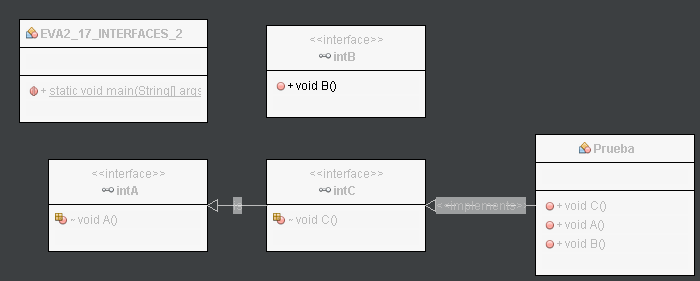 EVA2_17_INTERFACES_2
+ static void main(String[] args
<<interface>>
intB
+ void B()
<<interface>>
intA
~ void A()
<<interface>>
intC
~ void C()
<<implements>>
Prueba
+ void C()
+ void A()
+ void B()